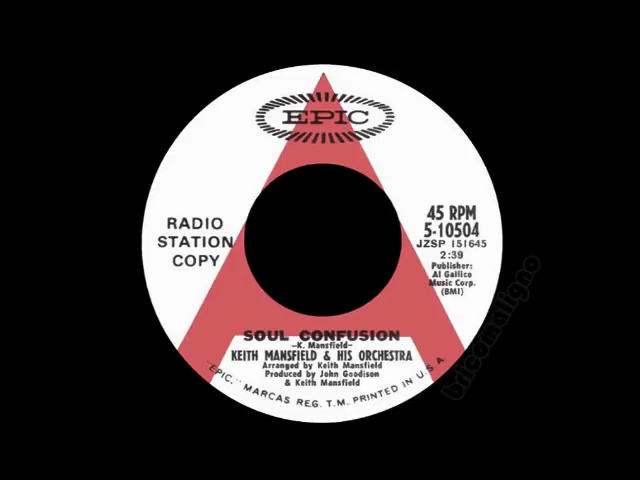 EPIC
RADIO
STATION
COPY
45 RPM
5-10504
JZSP 151645
2:39
Publisher:
Al Gallico
Music Corp.
(BMI)
SOUL CONFUSION
-K. Mansfield-
KEITH MANSFIELD & HIS ORCHESTRA
Arranged by Keith Mansfield
Produced by John Goodison
& Keith Mansfield
"EPIC," MARCAS REG. T.M. PRINTED IN U.S.A.
bricomaligno